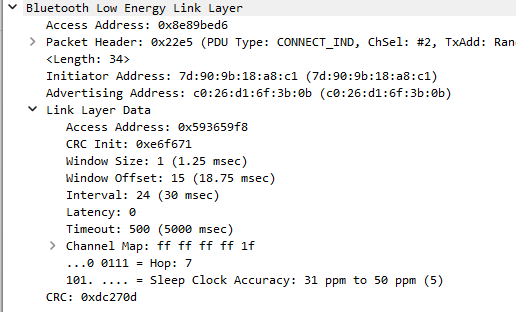 Bluetooth Low Energy Link Layer
Access Address: 0x8e89bed6
Packet Header: 0x22e5 (PDU Type: CONNECT_IND, ChSel: #2, TxAdd: Ran
<Length: 34>
Initiator Address: 7d:90:9b:18:a8:c1 (7d:90:9b:18:a8:c1)
Advertising Address: c0:26:d1:6f:3b:0b (c0:26:d1:6f:3b:0b)
Link Layer Data
Access Address: 0x593659f8
CRC Init: 0xe6f671
Window Size: 1 (1.25 msec)
Window Offset: 15 (18.75 msec)
Interval: 24 (30 msec)
Latency: 0
Timeout: 500 (5000 msec)
Channel Map: ff ff ff ff 1f
...0 0111 = Hop: 7
101. .... = Sleep Clock Accuracy: 31 ppm to 50 ppm (5)
CRC: 0xdc270d